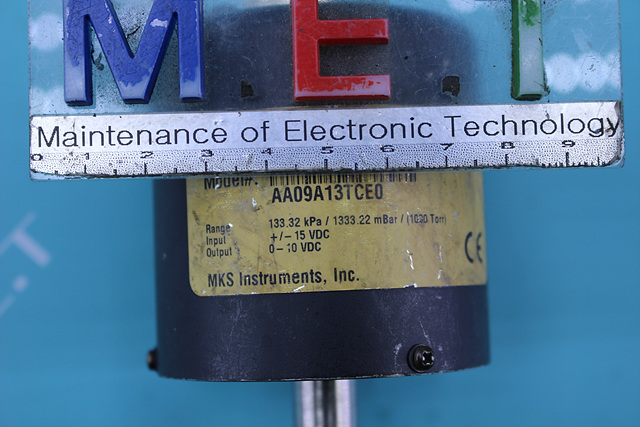 MET
Maintenance of Electronic Technology
0 1 2 3 4 5 6 7 8 9
Model#:
AA09A13TCE0
Range 133.32 kPa / 1333.22 mBar / (1000 Torr)
Input +/- 15 VDC
Output 0-10 VDC
CE
MKS Instruments, Inc.